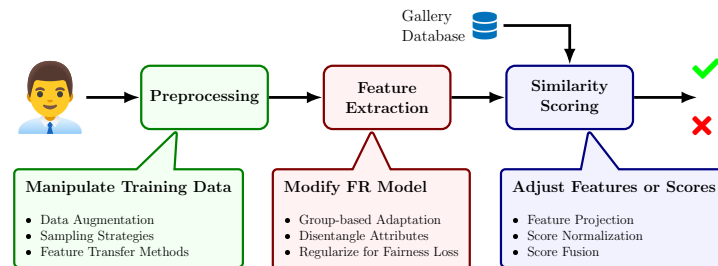 Gallery
Database
Preprocessing
Feature
Extraction
Similarity
Scoring
Manipulate Training Data
• Data Augmentation
• Sampling Strategies
• Feature Transfer Methods
Modify FR Model
• Group-based Adaptation
• Disentangle Attributes
• Regularize for Fairness Loss
Adjust Features or Scores
• Feature Projection
• Score Normalization
• Score Fusion